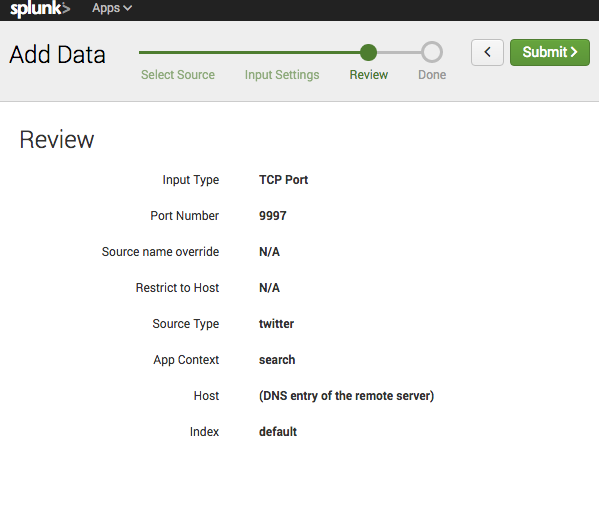 splunk> Apps
Add Data
Select Source Input Settings Review Done
< Submit >
Review
Input Type TCP Port
Port Number 9997
Source name override N/A
Restrict to Host N/A
Source Type twitter
App Context search
Host (DNS entry of the remote server)
Index default